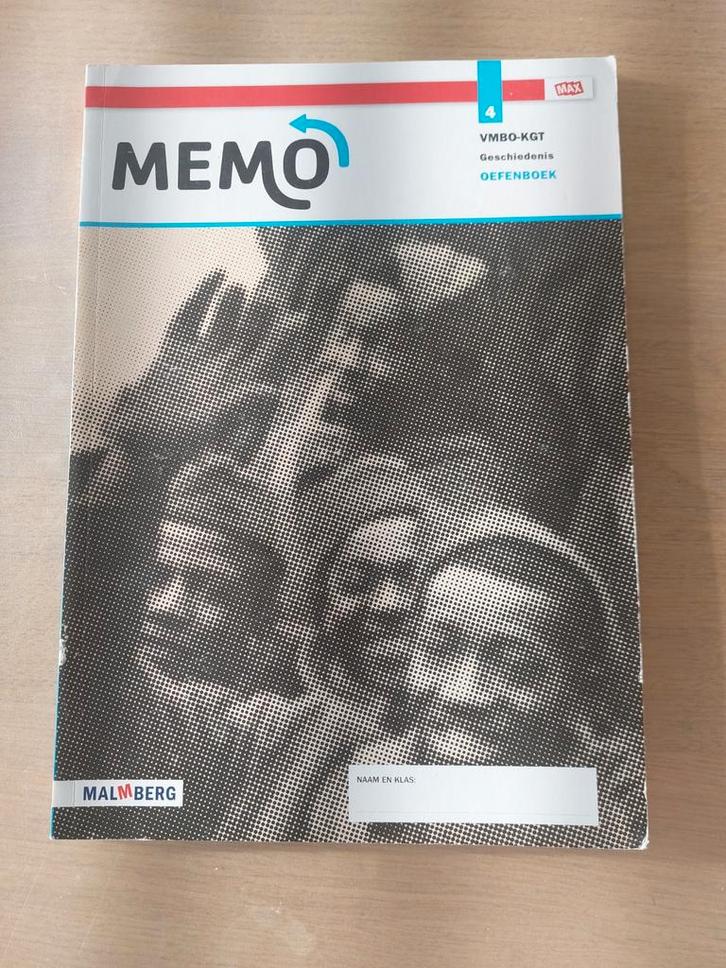 MAX
4
MEMO
VMBO-KGT
Geschiedenis
OEFENBOEK
MALMBERG
NAAM EN KLAS: